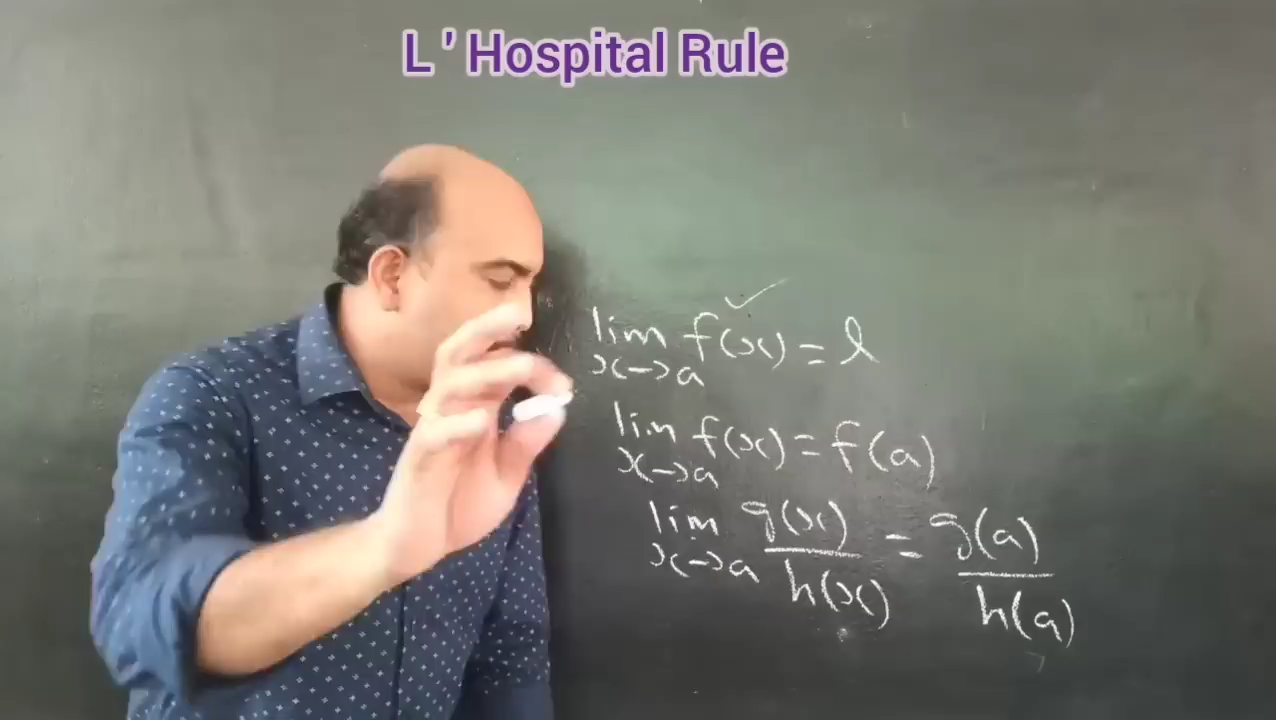 L ' Hospital Rule
lim f(x) = l
x→a
lim f(x) = f(a)
x→a
lim g(x)/h(x) = g(a)/h(a)
x→a